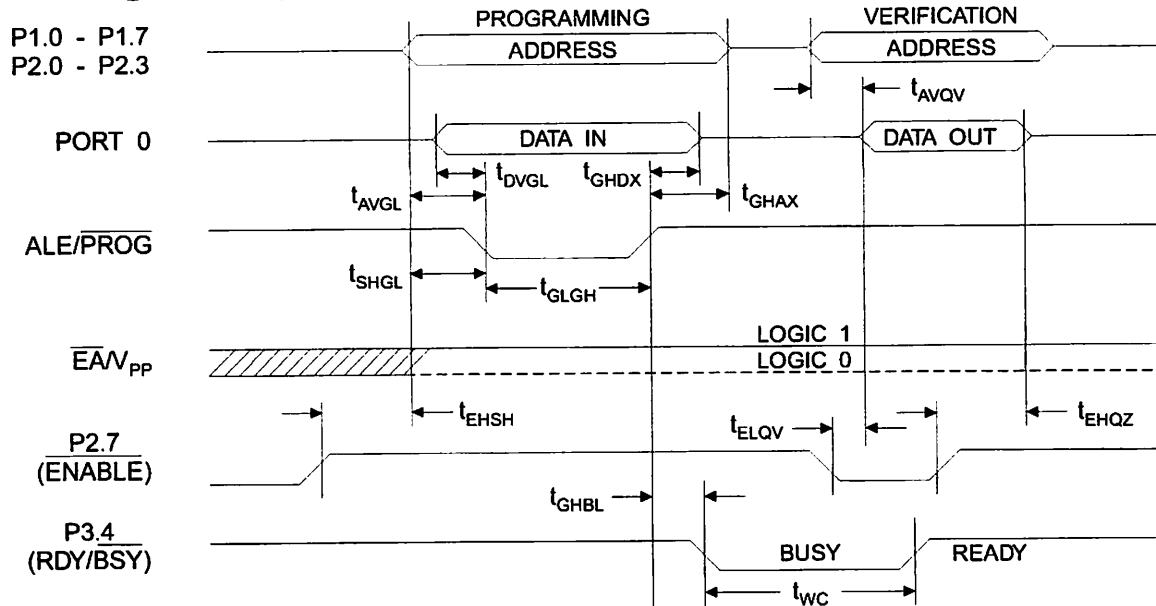 PROGRAMMING
VERIFICATION
P1.0 - P1.7
P2.0 - P2.3
ADDRESS
ADDRESS
tAVQV
PORT 0
DATA IN
DATA OUT
tDVGL
tGHDX
tAVGL
tGHAX
ALE/PROG
tSHGL
tGLGH
LOGIC 1
EA/VPP
LOGIC 0
tEHSH
tELQV
tEHQZ
P2.7
(ENABLE)
tGHBL
P3.4
(RDY/BSY)
BUSY
READY
tWC